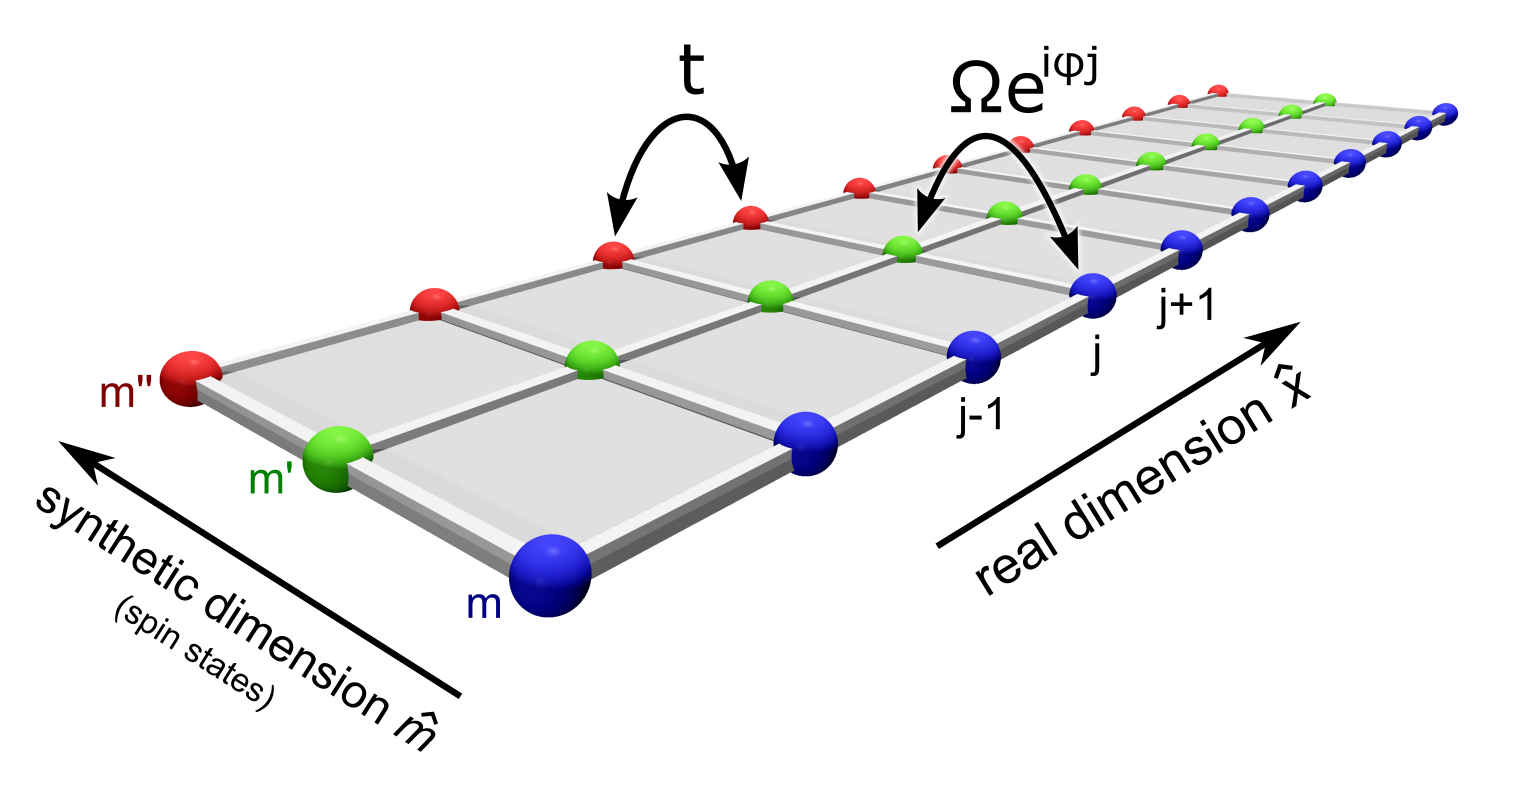 t
Ωe^{iφj}
m"
m'
m
j-1
j
j+1
real dimension x̂
synthetic dimension m̂
(spin states)